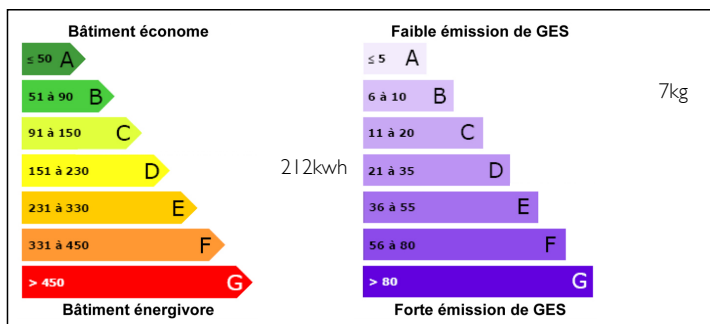 Bâtiment économe
≤ 50 A
51 à 90 B
91 à 150 C
151 à 230 D
212kwh
231 à 330 E
331 à 450 F
> 450 G
Bâtiment énergivore
Faible émission de GES
≤ 5 A
6 à 10 B
7kg
11 à 20 C
21 à 35 D
36 à 55 E
56 à 80 F
> 80 G
Forte émission de GES